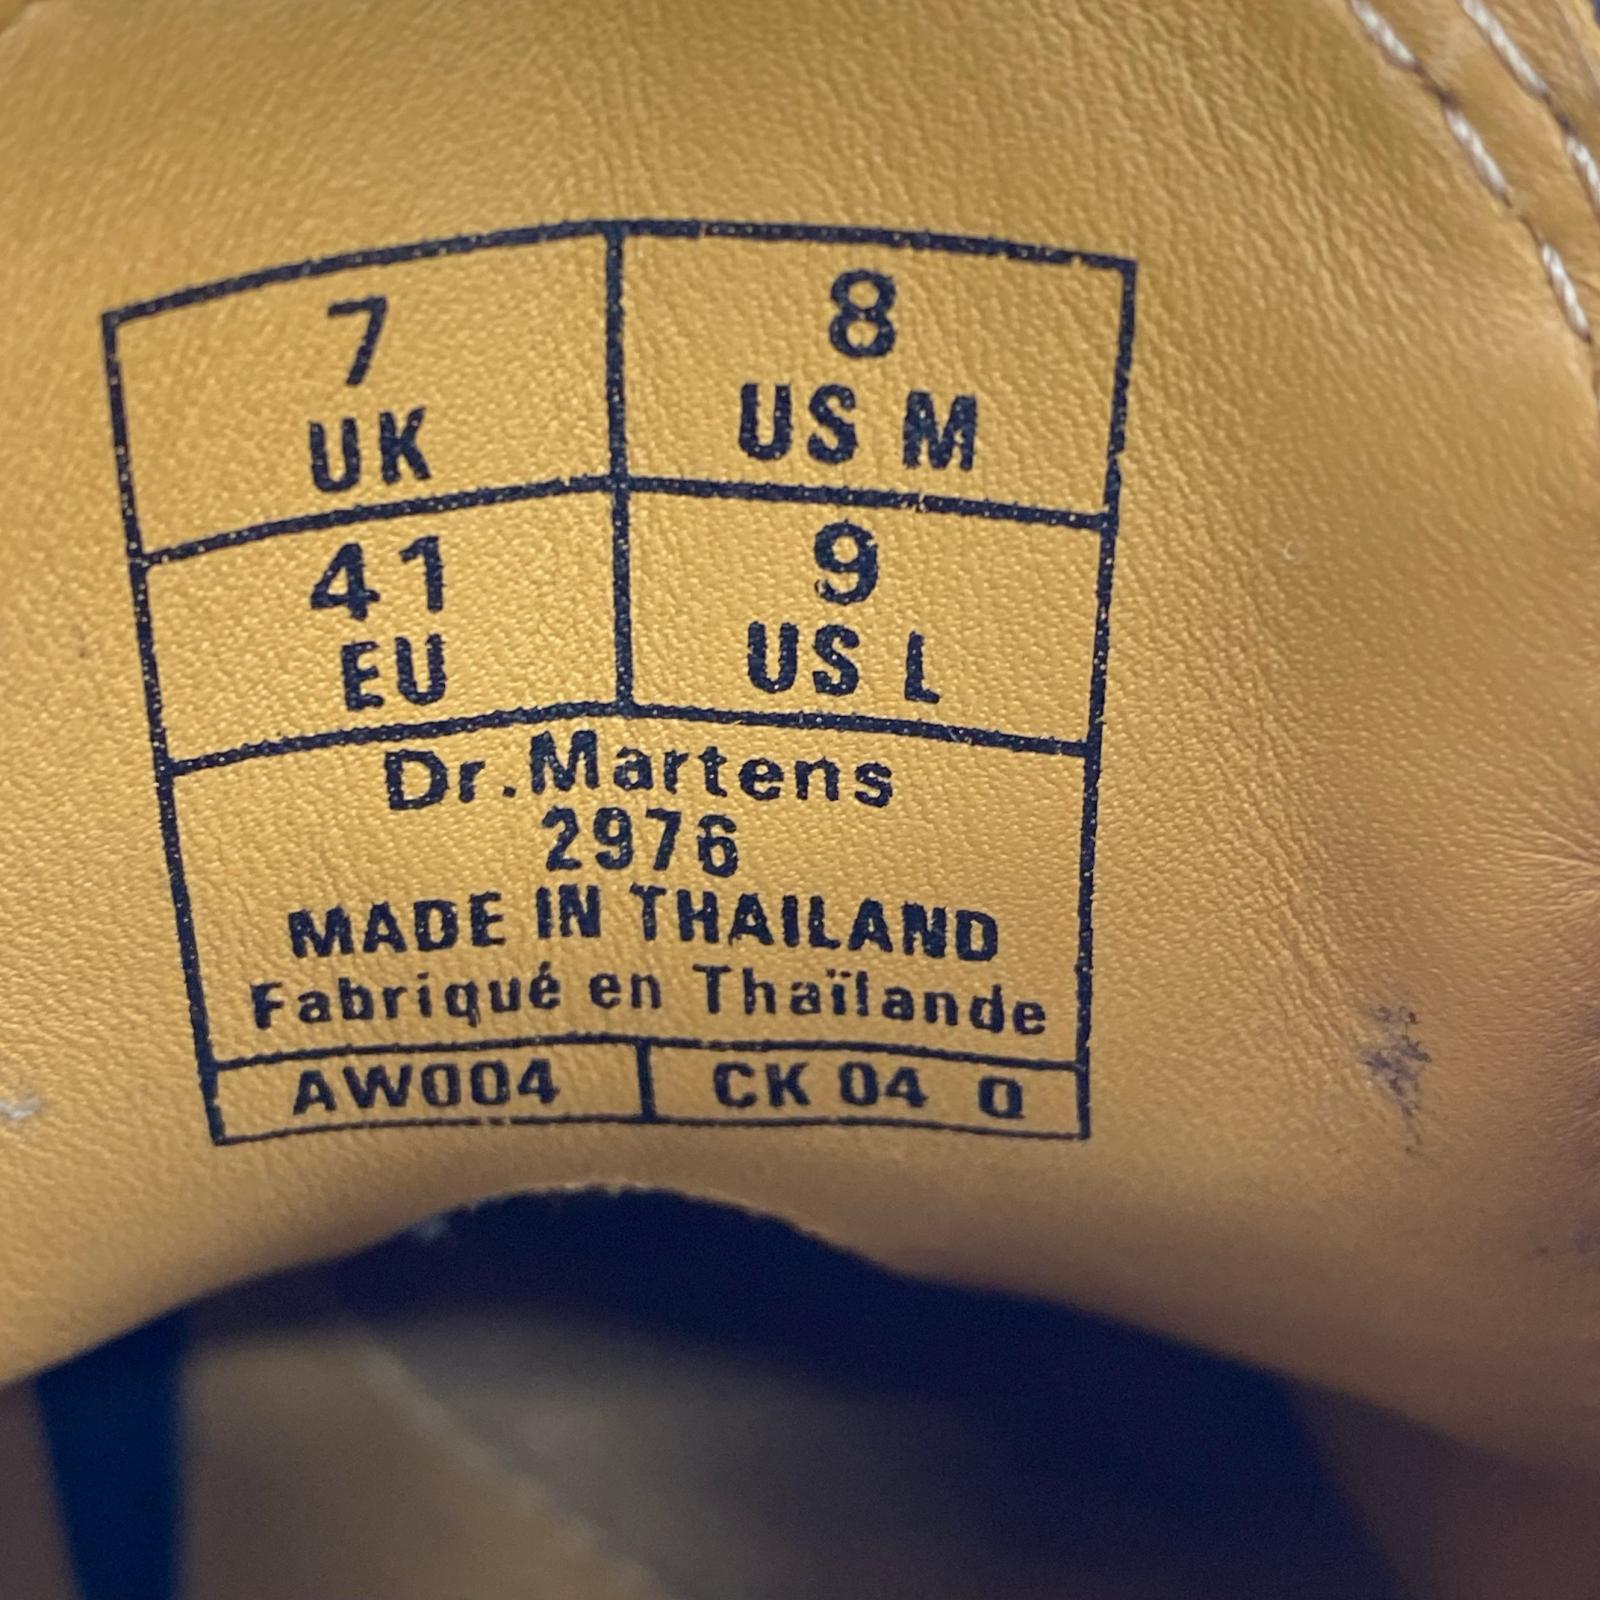 7 8
UK US M
41 9
EU US L
Dr.Martens
2976
MADE IN THAILAND
Fabriqué en Thaïlande
AW004 CK 04 Q